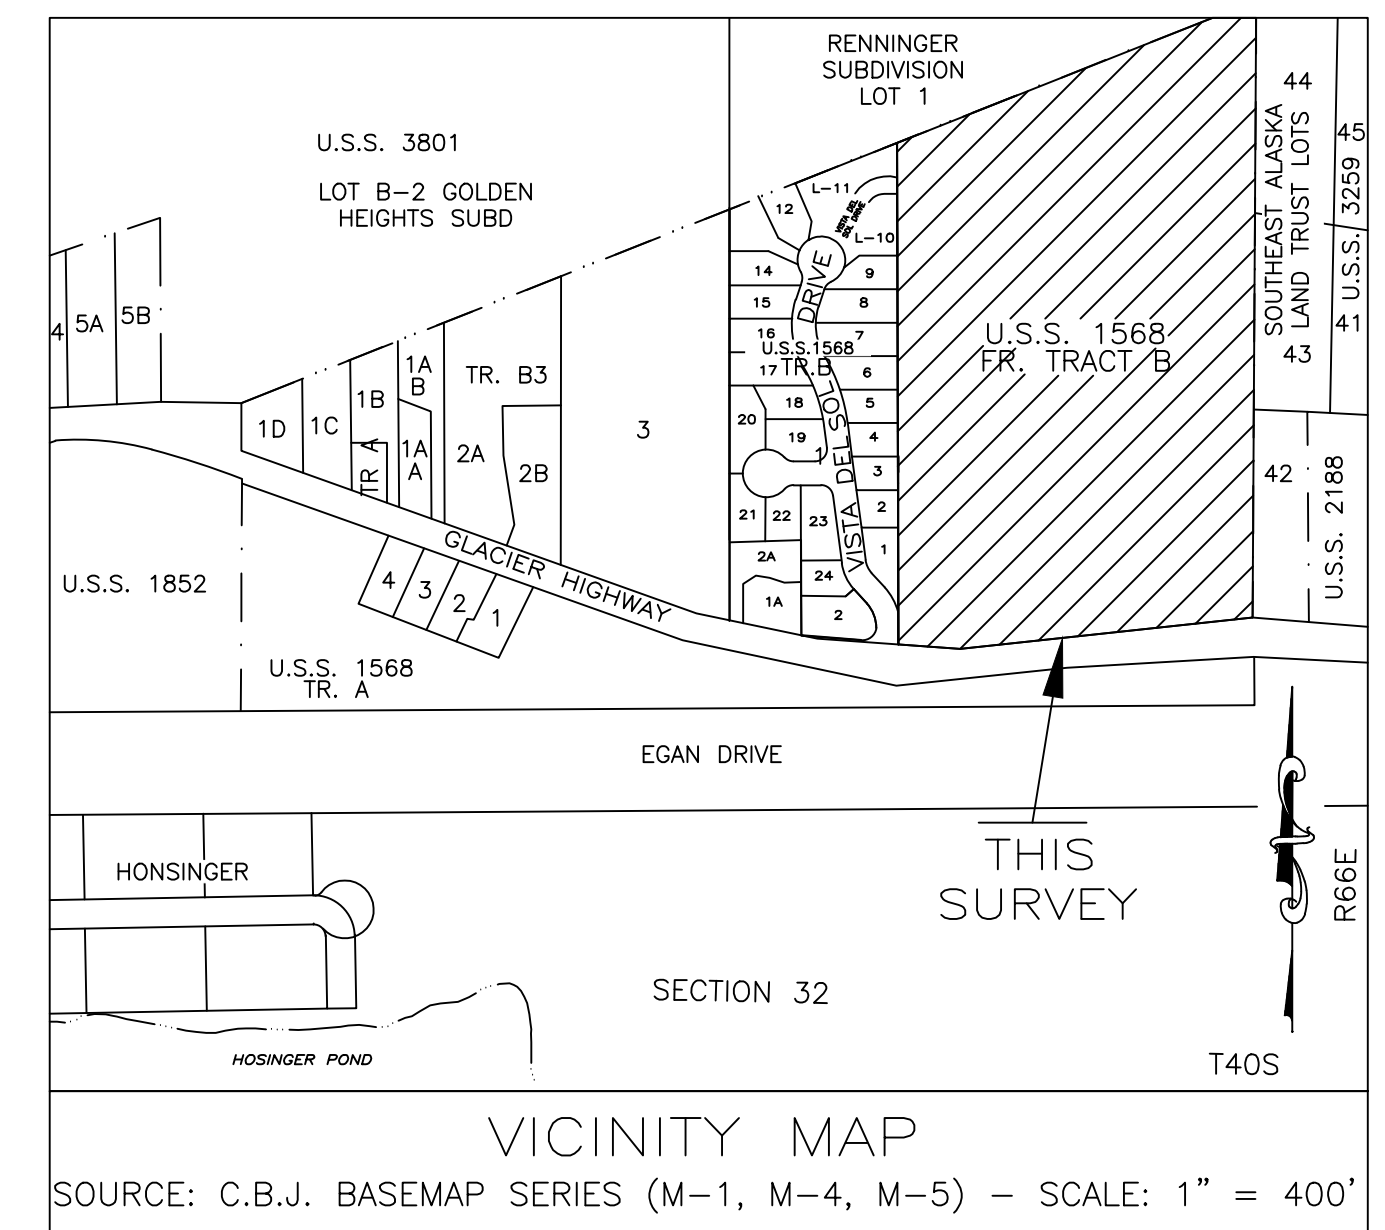 RENNINGER
SUBDIVISION
LOT 1
U.S.S. 3801
LOT B-2 GOLDEN
HEIGHTS SUBD
44
45
SOUTHEAST ALASKA
LAND TRUST LOTS
U.S.S. 3259
43
41
42
U.S.S. 2188
4
5A
5B
1D
1C
1B
TR A
1A
B
1A
A
2A
TR. B3
2B
3
12
L-11
VISTA DEL
SOL DRIVE
L-10
14
9
15
8
16
7
U.S.S.1568
TR.B
17
6
18
5
20
19
4
1
3
21
22
23
2
1
2A
24
1A
2
VISTA DEL SOL DRIVE
U.S.S. 1568
FR. TRACT B
GLACIER HIGHWAY
4
3
2
1
U.S.S. 1852
U.S.S. 1568
TR. A
EGAN DRIVE
THIS
SURVEY
HONSINGER
R66E
SECTION 32
HOSINGER POND
T40S
VICINITY MAP
SOURCE: C.B.J. BASEMAP SERIES (M-1, M-4, M-5) - SCALE: 1" = 400'